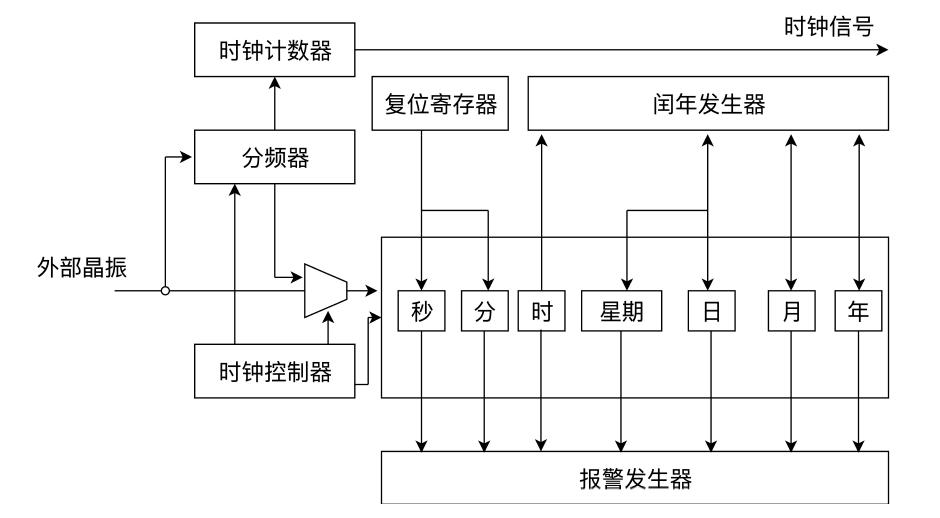 时钟信号
时钟计数器
复位寄存器
闰年发生器
分频器
外部晶振
秒
分
时
星期
日
月
年
时钟控制器
报警发生器